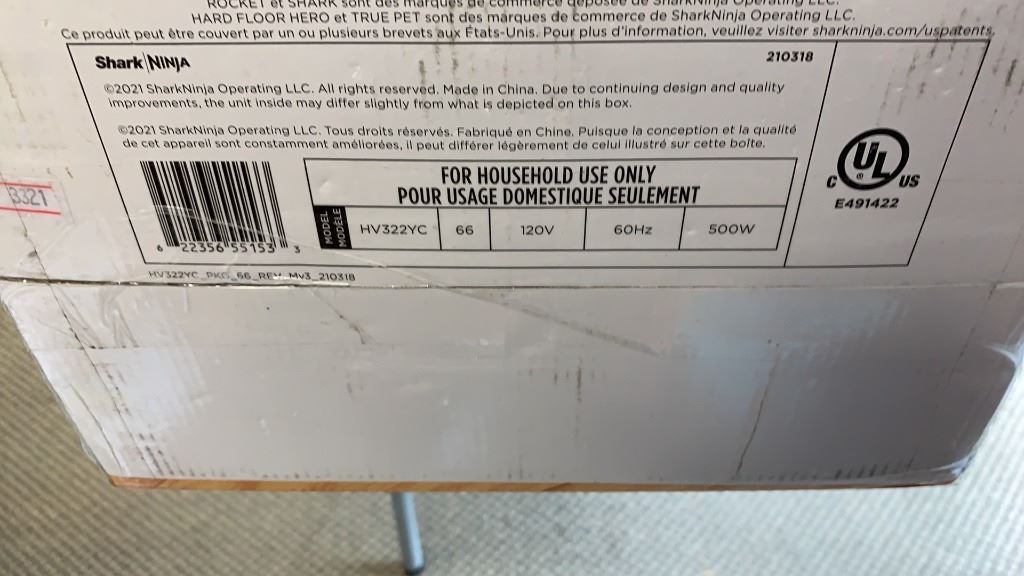 ROCKET et SHARK sont des marques de commerce déposée de SharkNinja Operating LLC.
HARD FLOOR HERO et TRUE PET sont des marques de commerce de SharkNinja Operating LLC.
Ce produit peut être couvert par un ou plusieurs brevets aux États-Unis. Pour plus d'information, veuillez visiter sharkninja.com/uspatents.
Shark NINJA
210318
©2021 SharkNinja Operating LLC. All rights reserved. Made in China. Due to continuing design and quality
improvements, the unit inside may differ slightly from what is depicted on this box.
©2021 SharkNinja Operating LLC. Tous droits réservés. Fabriqué en Chine. Puisque la conception et la qualité
de cet appareil sont constamment améliorées, il peut différer légèrement de celui illustré sur cette boîte.
C UL ® US
E491422
3321
FOR HOUSEHOLD USE ONLY
POUR USAGE DOMESTIQUE SEULEMENT
MODEL
MODÈLE
HV322YC 66 120V 60Hz 500W
6 22356 55153 3
HV322YC_PKG_66_REV_Mv3_210318